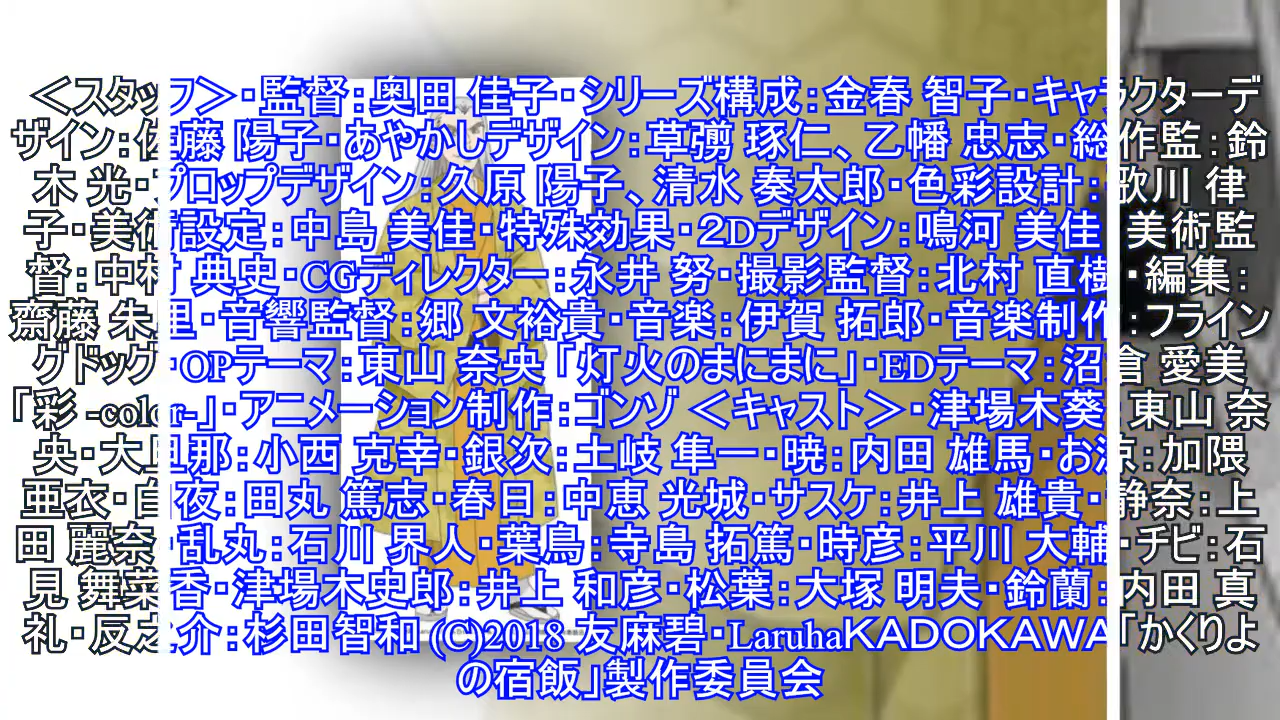 ＜スタッフ＞・監督：奥田 佳子・シリーズ構成：金春 智子・キャラクターデ
ザイン：佐藤 陽子・あやかしデザイン：草彅 琢仁、乙幡 忠志・総作監：鈴
木 光・プロップデザイン：久原 陽子、清水 奏太郎・色彩設計：歌川 律
子・美術設定：中島 美佳・特殊効果・2Dデザイン：鳴河 美佳・美術監
督：中村 典史・CGディレクター：永井 努・撮影監督：北村 直樹・編集：
齋藤 朱里・音響監督：郷 文裕貴・音楽：伊賀 拓郎・音楽制作：フライン
グドッグ・OPテーマ：東山 奈央「灯火のまにまに」・EDテーマ：沼倉 愛美
「彩 -color-」・アニメーション制作：ゴンゾ ＜キャスト＞・津場木葵：東山 奈
央・大旦那：小西 克幸・銀次：土岐 隼一・暁：内田 雄馬・お涼：加隈
亜衣・白夜：田丸 篤志・春日：中恵 光城・サスケ：井上 雄貴・静奈：上
田 麗奈・乱丸：石川 界人・葉鳥：寺島 拓篤・時彦：平川 大輔・チビ：石
見 舞菜香・津場木史郎：井上 和彦・松葉：大塚 明夫・鈴蘭：内田 真
礼・反之介：杉田智和 (C)2018 友麻碧・LaruhaKADOKAWA「かくりよ
の宿飯」製作委員会